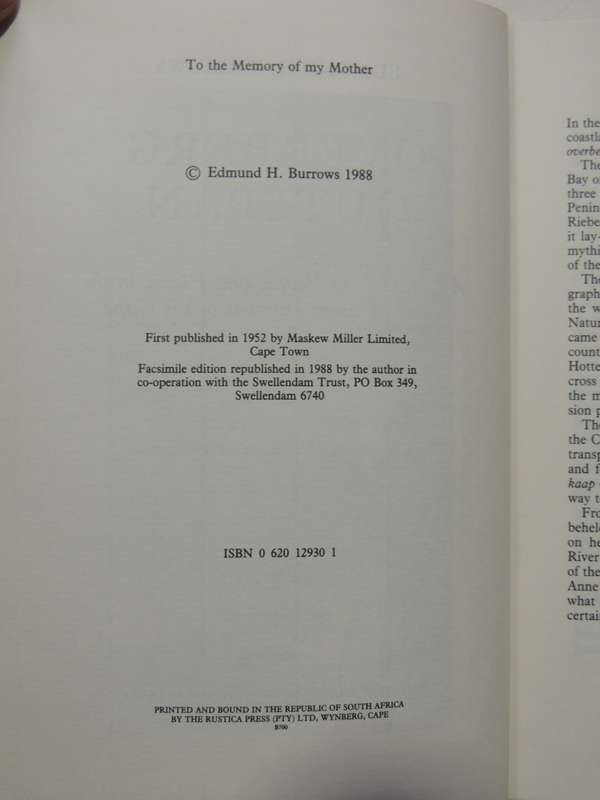 To the Memory of my Mother
© Edmund H. Burrows 1988
First published in 1952 by Maskew Miller Limited,
Cape Town
Facsimile edition republished in 1988 by the author in
co-operation with the Swellendam Trust, PO Box 349,
Swellendam 6740
ISBN 0 620 12930 1
PRINTED AND BOUND IN THE REPUBLIC OF SOUTH AFRICA
BY THE RUSTICA PRESS (PTY) LTD, WYNBERG, CAPE
B700
In the
coastla
overbe
The
Bay o
three
Penin
Riebe
it lay-
mythi
of the
The
graph
the w
Natur
came
count
Hotte
cross
the m
sion p
The
the C
transp
and f
kaap
way t
Fro
behel
on he
River
of the
Anne
what
certai